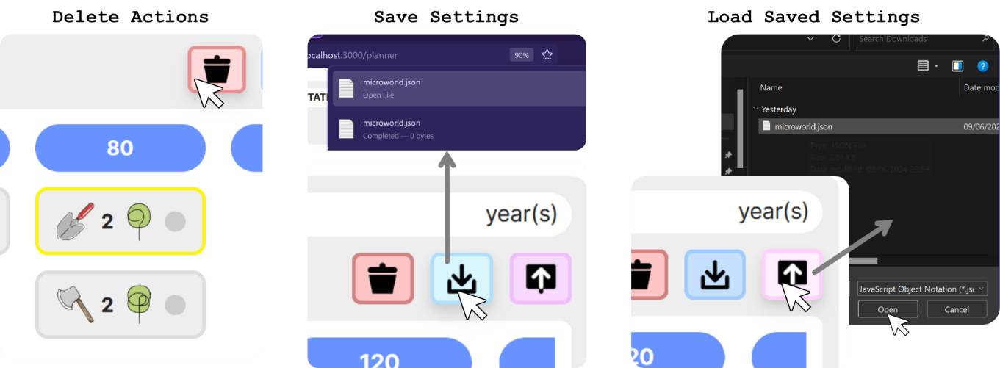 Delete Actions
80
2
2
Save Settings
ocalhost:3000/planner
90%
TATI
microworld.json
Open File
microworld.json
Completed — 0 bytes
year(s)
120
Load Saved Settings
Search Downloads
Name
Date mod
Yesterday
microworld.json
09/06/202
Type: JSON File
Size: 2.81 KB
Date modified: 09/06/2024 23:59
year(s)
20
JavaScript Object Notation (*.jsc
Open
Cancel